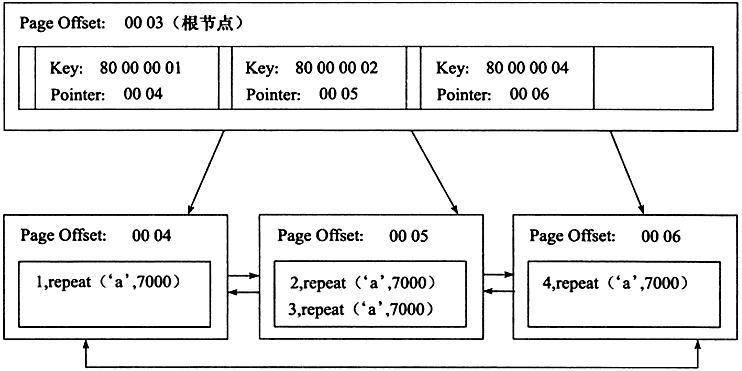 Page Offset: 00 03（根节点）
Key: 80 00 00 01 Key: 80 00 00 02 Key: 80 00 00 04
Pointer: 00 04 Pointer: 00 05 Pointer: 00 06
Page Offset: 00 04 Page Offset: 00 05 Page Offset: 00 06
1,repeat（‘a’,7000） 2,repeat（‘a’,7000） 4,repeat（‘a’,7000）
3,repeat（‘a’,7000）